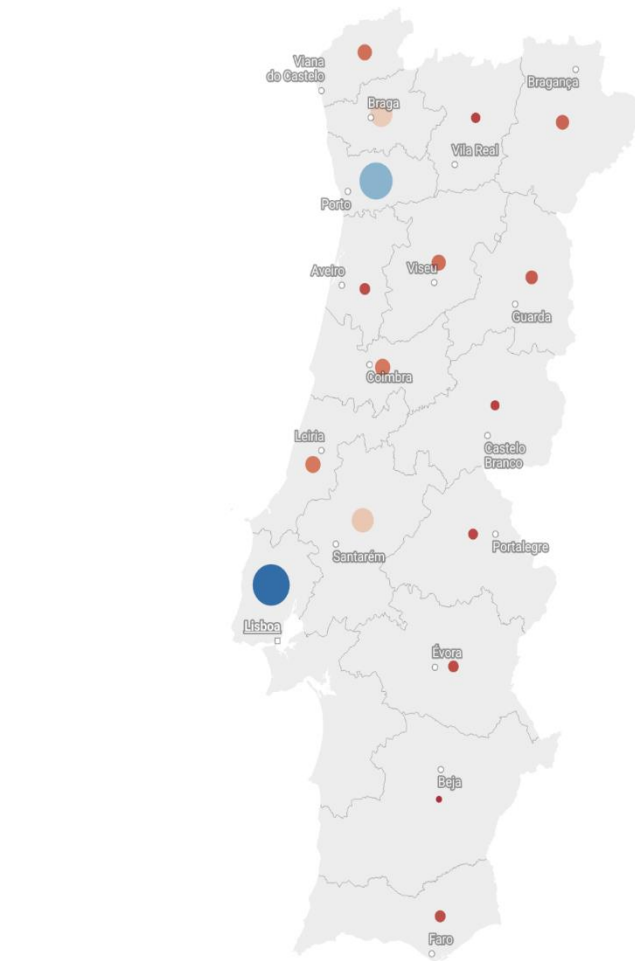 Viana
do Castelo
Bragança
Braga
Vila Real
Porto
Aveiro
Viseu
Guarda
Coimbra
Leiria
Castelo
Branco
Santarém
Portalegre
Lisboa
Évora
Beja
Faro